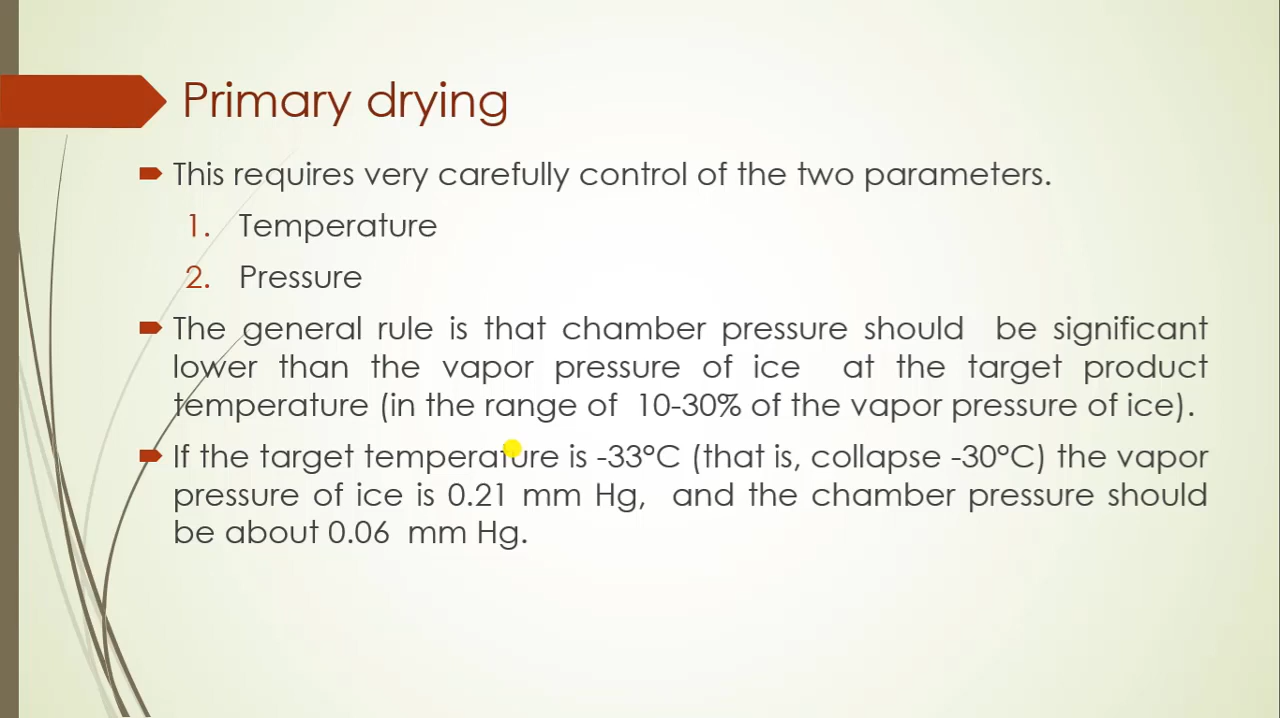 Primary drying
This requires very carefully control of the two parameters.
1. Temperature
2. Pressure
The general rule is that chamber pressure should be significant
lower than the vapor pressure of ice at the target product
temperature (in the range of 10-30% of the vapor pressure of ice).
If the target temperature is -33°C (that is, collapse -30°C) the vapor
pressure of ice is 0.21 mm Hg, and the chamber pressure should
be about 0.06 mm Hg.